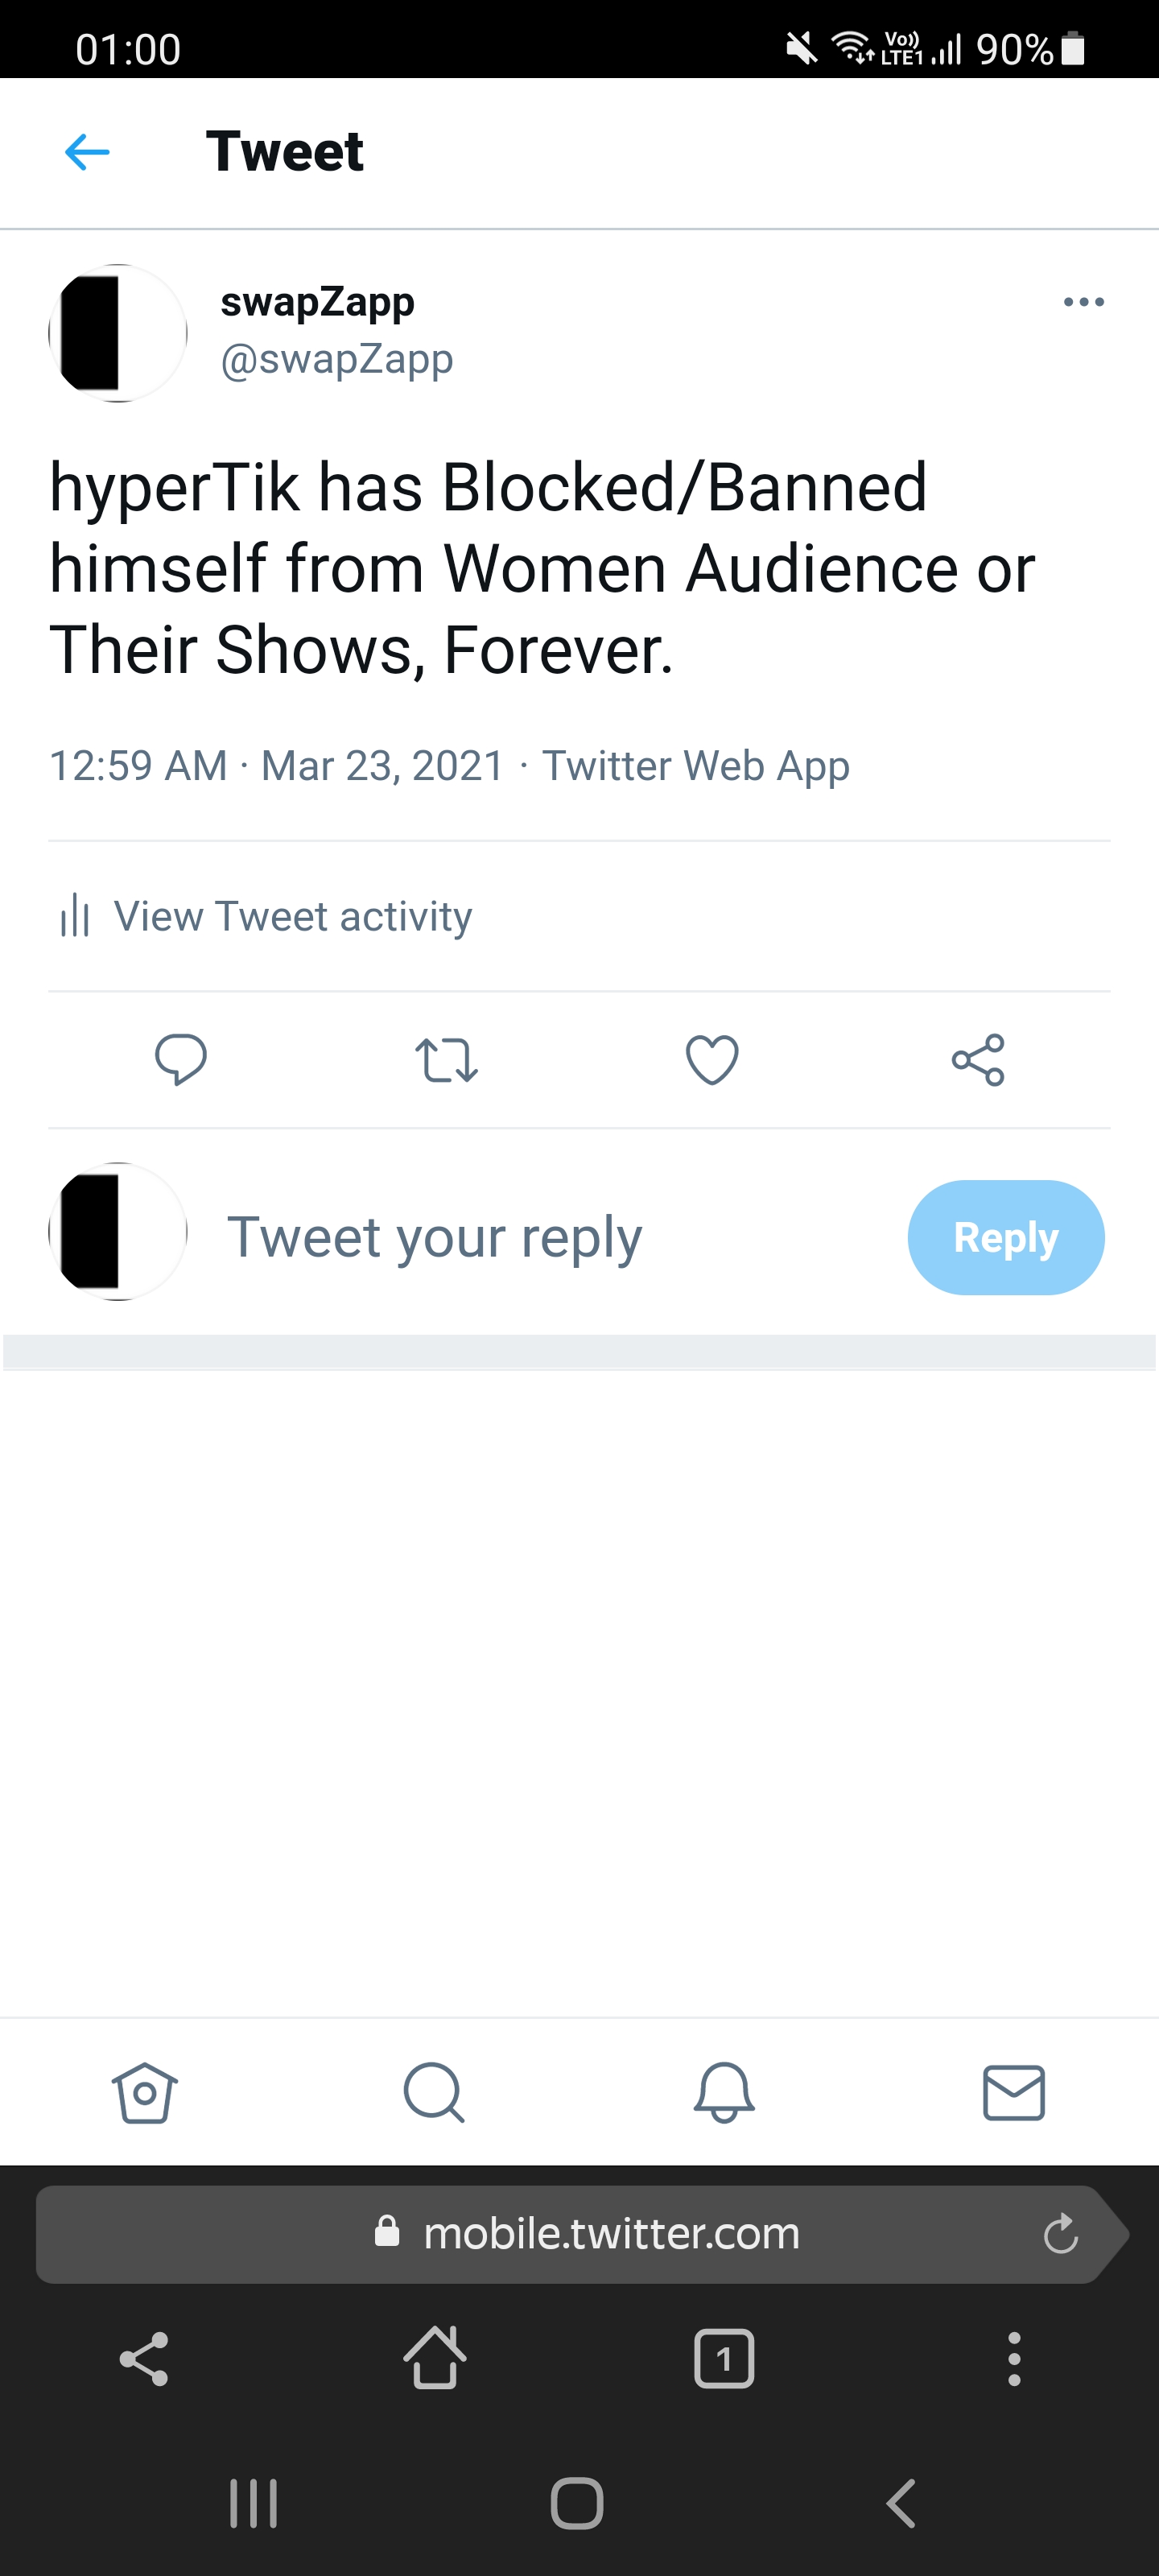 01:00 Vo)) LTE1 90%
Tweet
swapZapp
@swapZapp
hyperTik has Blocked/Banned
himself from Women Audience or
Their Shows, Forever.
12:59 AM · Mar 23, 2021 · Twitter Web App
View Tweet activity
Tweet your reply
Reply
mobile.twitter.com
1